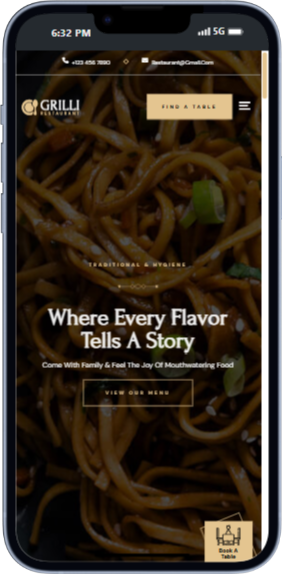 6:32 PM 5G
+123 456 7890 Restaurant@Gmail.Com
GRILLI
RESTAURANT
FIND A TABLE
TRADITIONAL & HYGIENE
Where Every Flavor
Tells A Story
Come With Family & Feel The Joy Of Mouthwatering Food
VIEW OUR MENU
Book A
Table